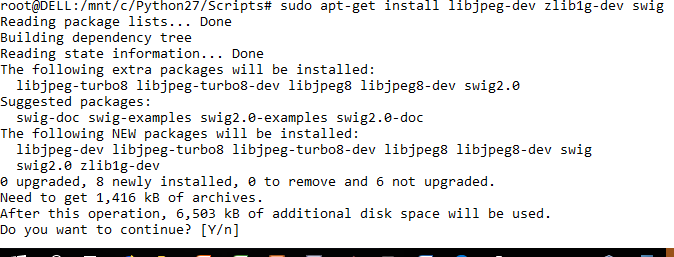 root@DELL:/mnt/c/Python27/Scripts# sudo apt-get install libjpeg-dev zlib1g-dev swig
Reading package lists... Done
Building dependency tree
Reading state information... Done
The following extra packages will be installed:
libjpeg-turbo8 libjpeg-turbo8-dev libjpeg8 libjpeg8-dev swig2.0
Suggested packages:
swig-doc swig-examples swig2.0-examples swig2.0-doc
The following NEW packages will be installed:
libjpeg-dev libjpeg-turbo8 libjpeg-turbo8-dev libjpeg8 libjpeg8-dev swig
swig2.0 zlib1g-dev
0 upgraded, 8 newly installed, 0 to remove and 6 not upgraded.
Need to get 1,416 kB of archives.
After this operation, 6,503 kB of additional disk space will be used.
Do you want to continue? [Y/n]